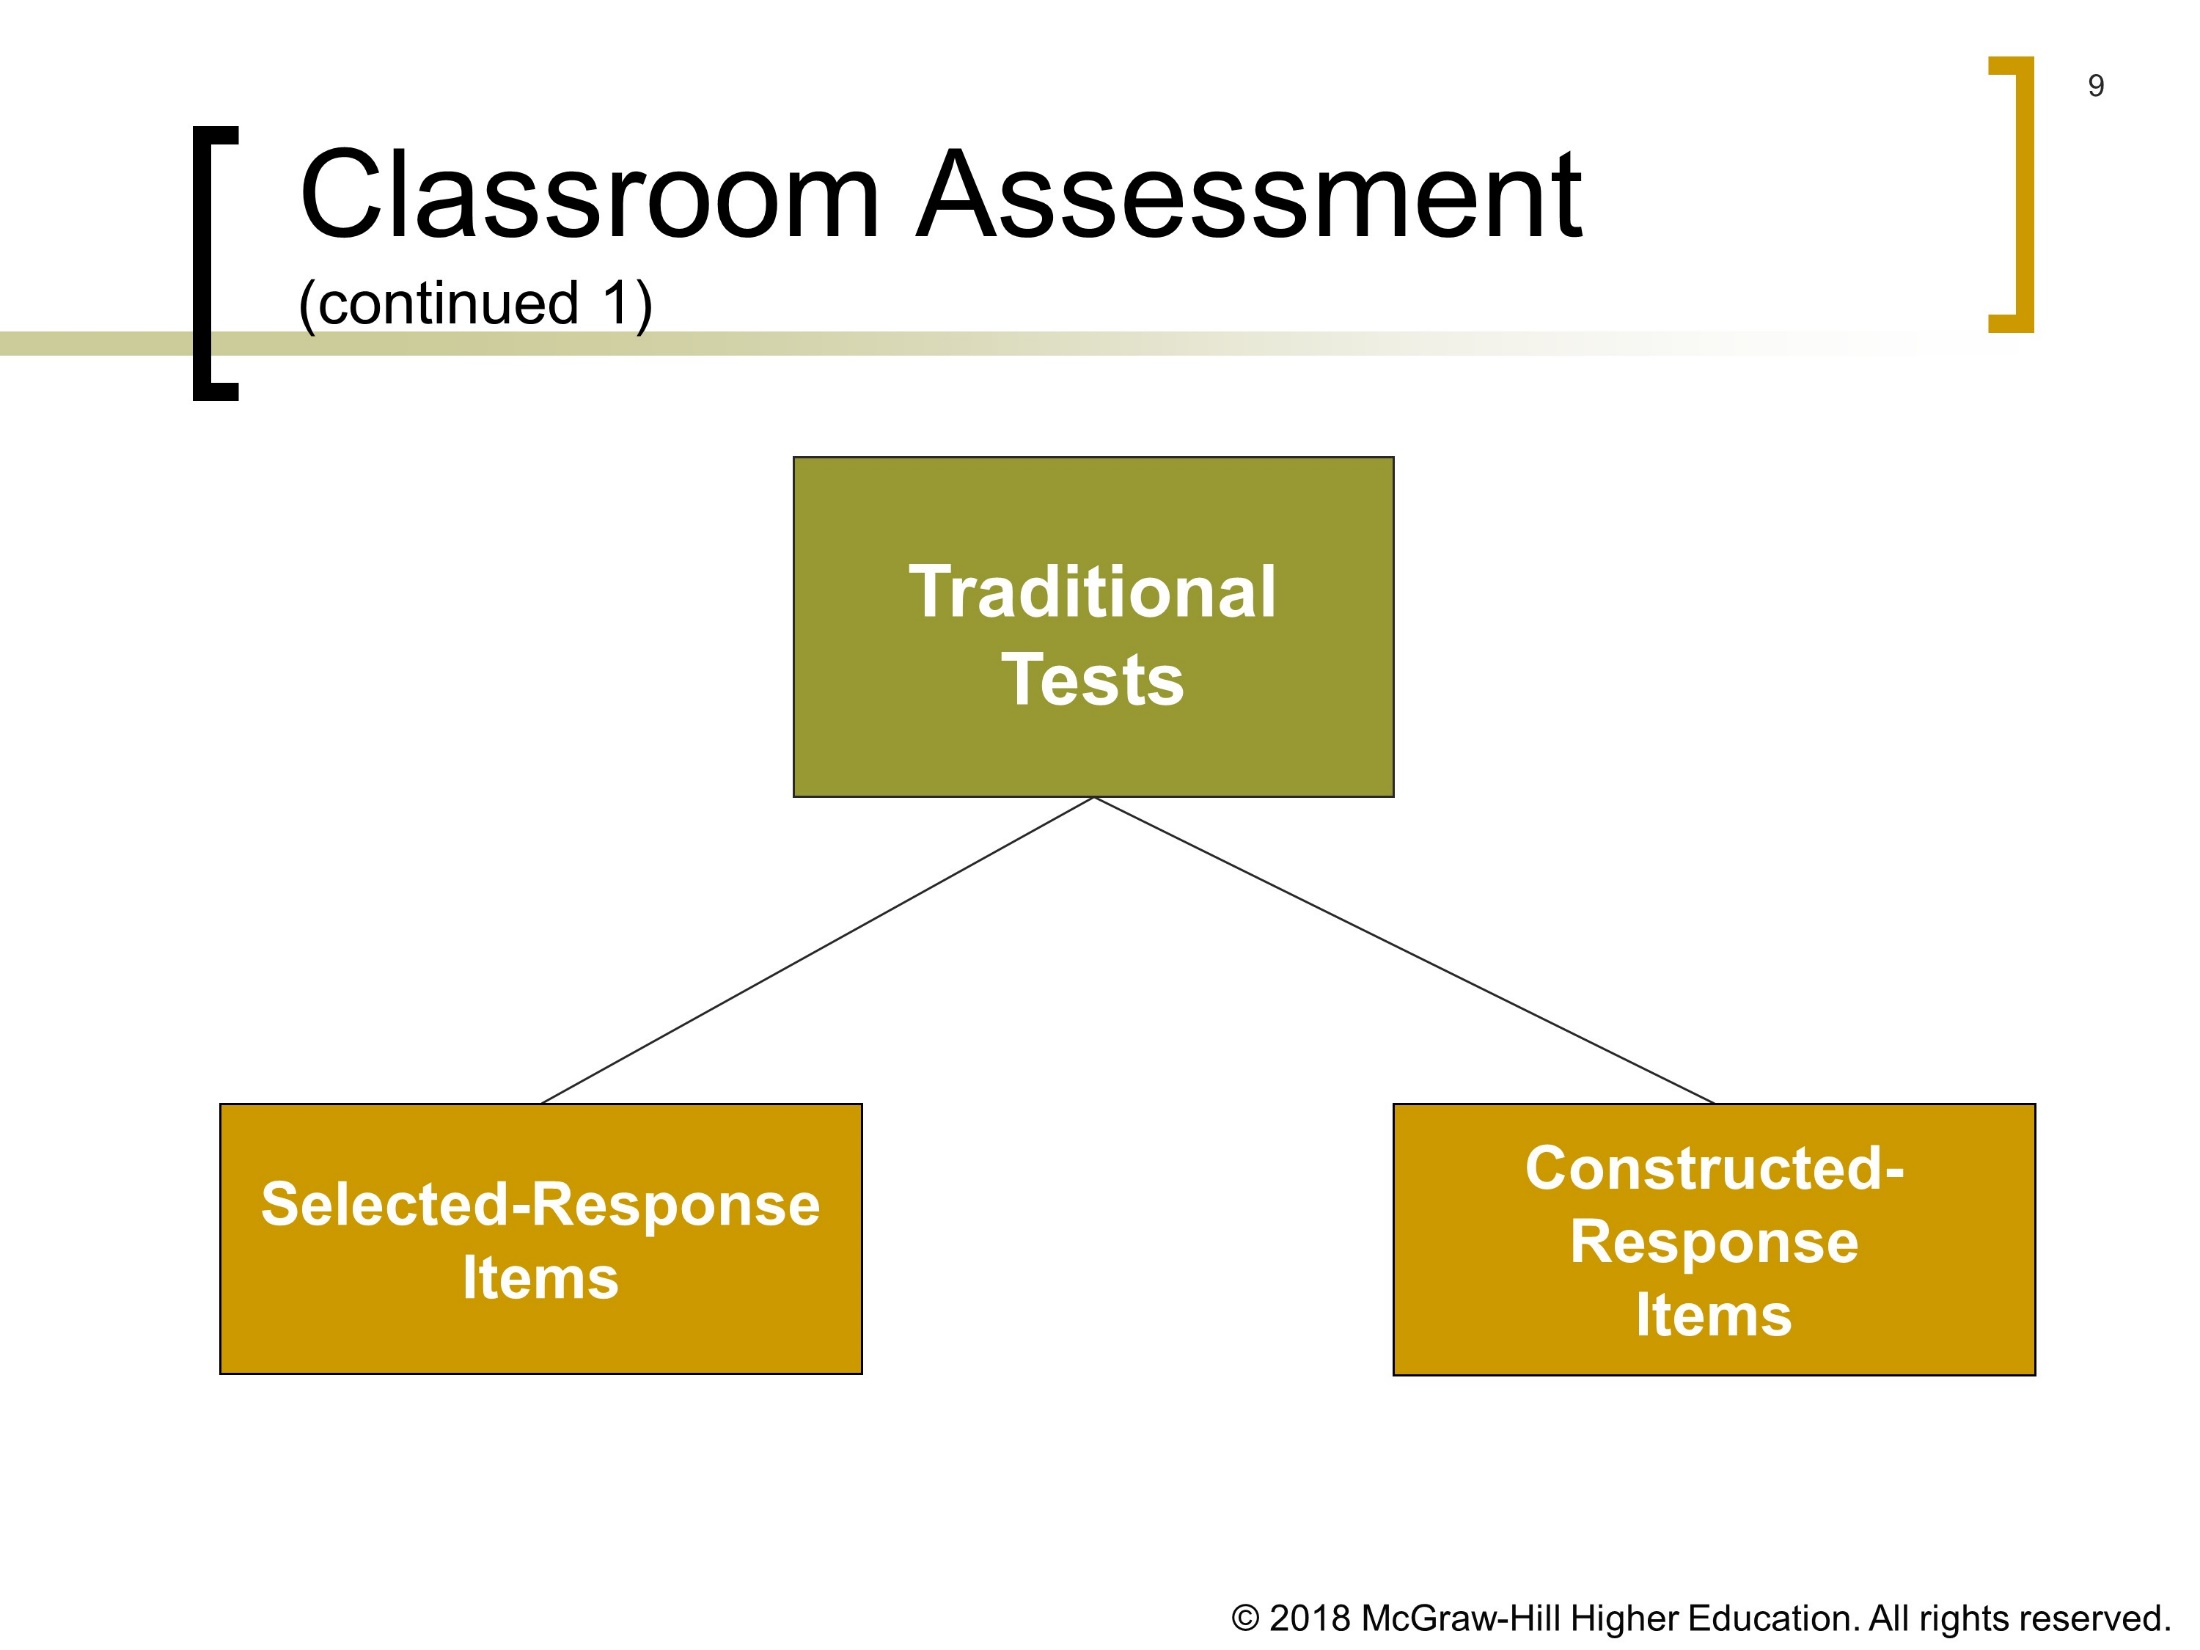 9
Classroom Assessment
(continued 1)
Traditional
Tests
Selected-Response
Items
Constructed-
Response
Items
© 2018 McGraw-Hill Higher Education. All rights reserved.